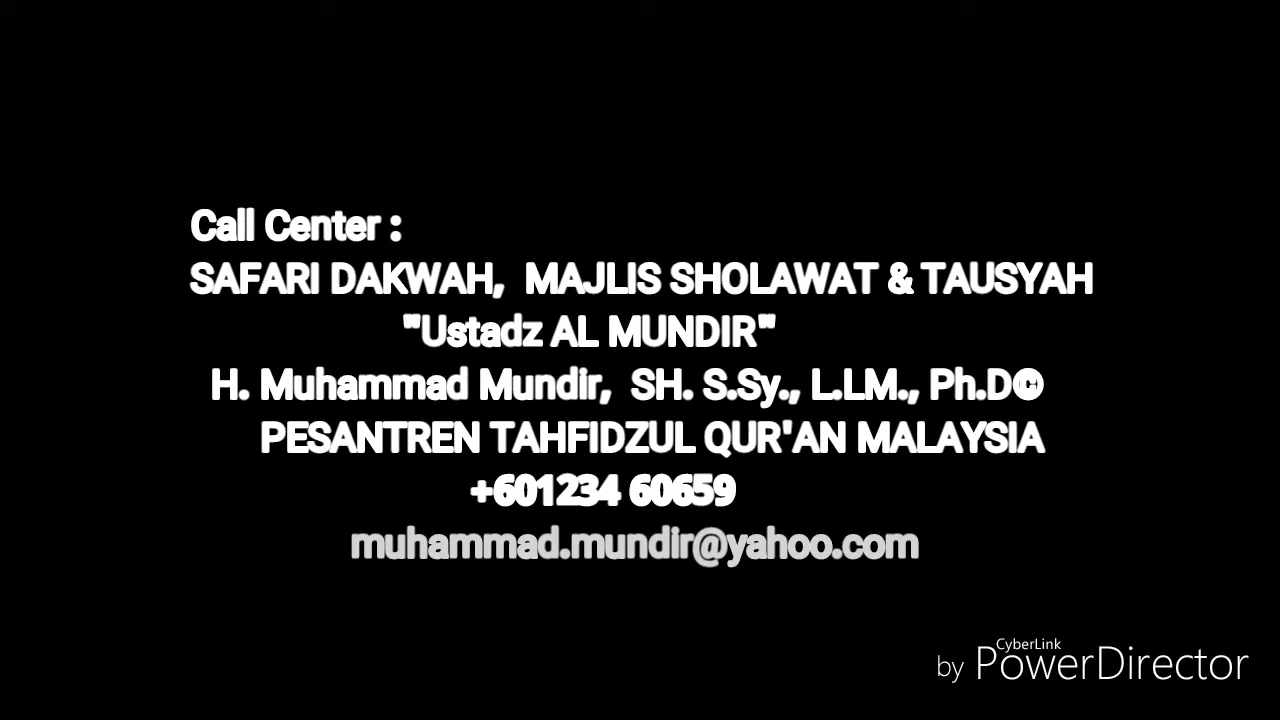 Call Center :
SAFARI DAKWAH, MAJLIS SHOLAWAT & TAUSYAH
"Ustadz AL MUNDIR"
H. Muhammad Mundir, SH. S.Sy., L.LM., Ph.D©
PESANTREN TAHFIDZUL QUR'AN MALAYSIA
+601234 60659
muhammad.mundir@yahoo.com
CyberLink
by PowerDirector